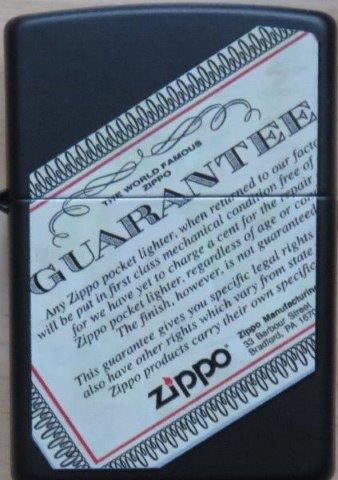 THE WORLD FAMOUS
ZIPPO
GUARANTEE
Any Zippo pocket lighter, when returned to our
will be put in first class mechanical condition free of
for we have yet to charge a cent for the repair
Zippo pocket lighter, regardless of age or
The finish, however, is not guaranteed
This guarantee gives you specific legal rights
also have other rights which vary from state
Zippo products carry their own specific
zippo
Zippo Manufacturing
33 Barbour Street
Bradford, PA